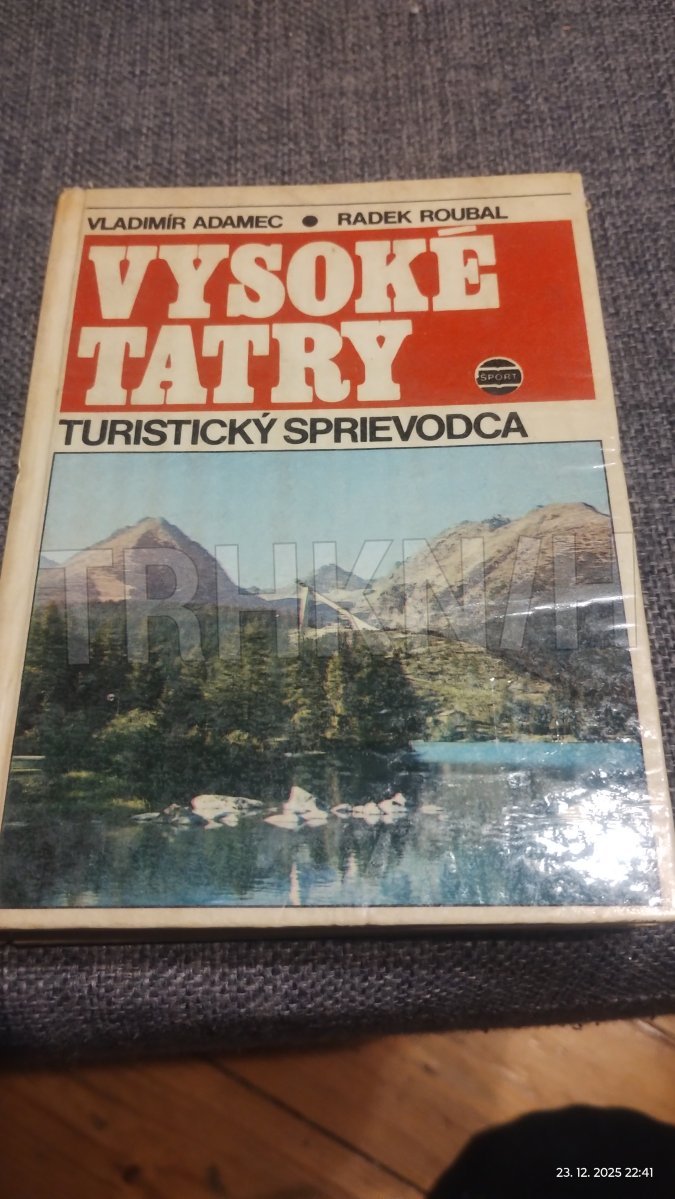 VLADIMÍR ADAMEC ● RADEK ROUBAL
VYSOKÉ
TATRY
ŠPORT
TURISTICKÝ SPRIEVODCA
TRHKNIH
23. 12. 2025 22:41